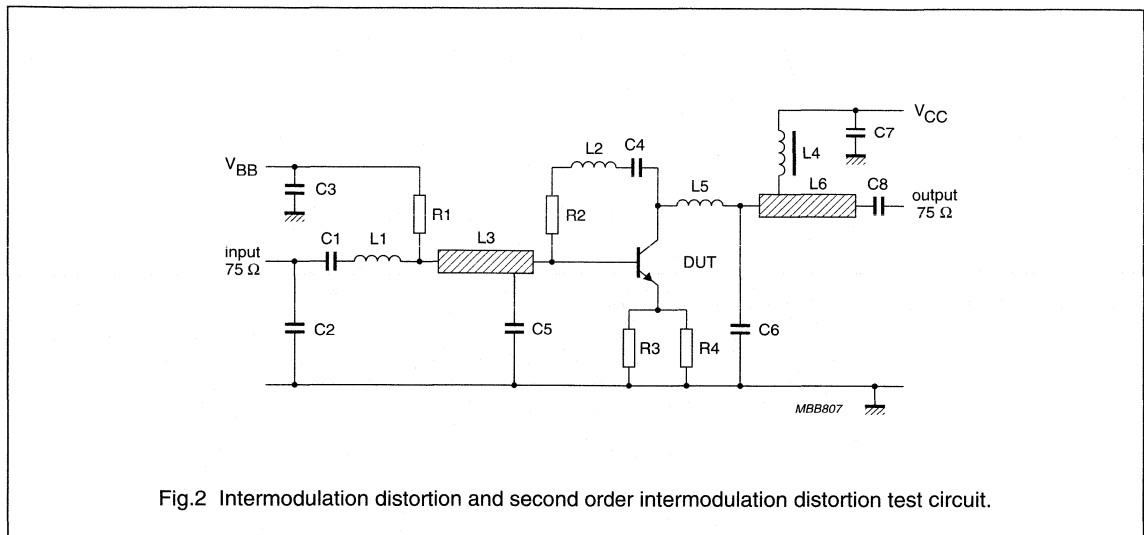 V_CC
C7
L4
L2
C4
V_BB
C3
L5
L6
C8
output
75 Ω
R1
R2
C1
L1
L3
input
75 Ω
DUT
C2
C5
R3
R4
C6
MBB807
Fig.2 Intermodulation distortion and second order intermodulation distortion test circuit.